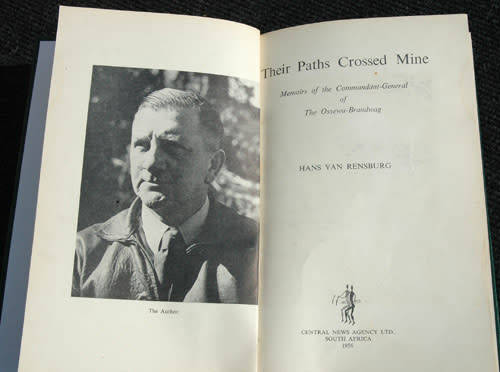 The Author
Their Paths Crossed Mine
Memoirs of the Commandant-General
of
The Ossewa-Brandwag
HANS VAN RENSBURG
CENTRAL NEWS AGENCY LTD.
SOUTH AFRICA
1956